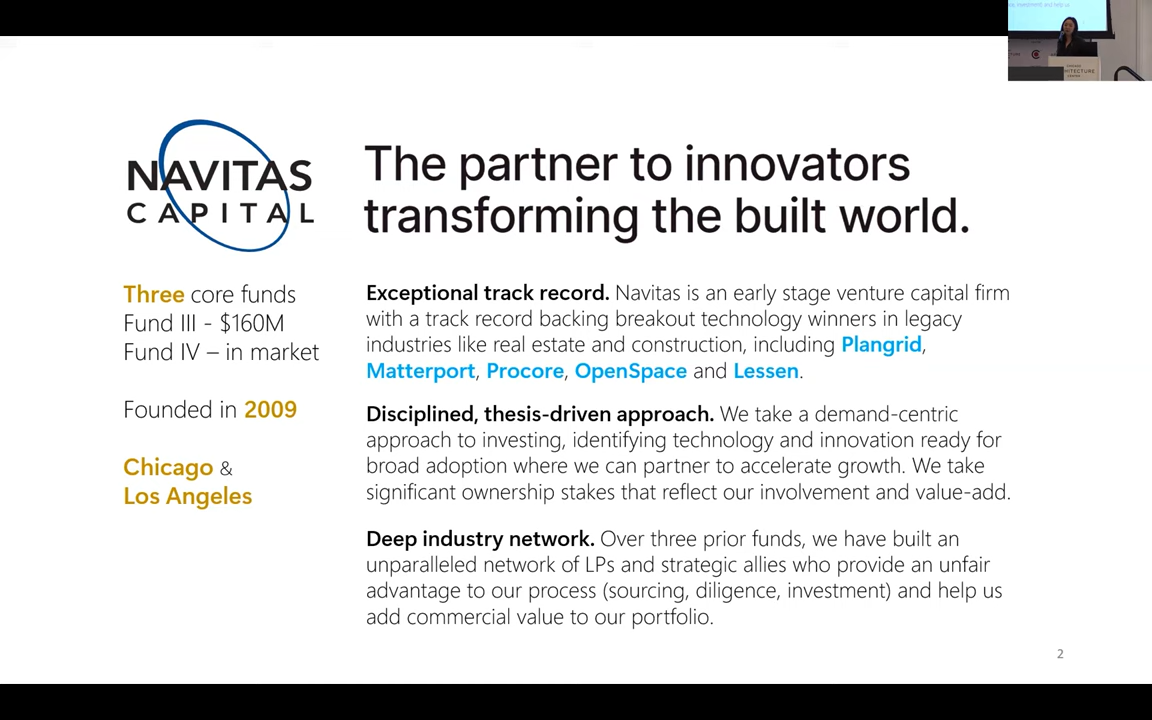 NAVITAS
CAPITAL
The partner to innovators
transforming the built world.
Three core funds
Fund III - $160M
Fund IV – in market
Founded in 2009
Chicago &
Los Angeles
Exceptional track record. Navitas is an early stage venture capital firm
with a track record backing breakout technology winners in legacy
industries like real estate and construction, including Plangrid,
Matterport, Procore, OpenSpace and Lessen.
Disciplined, thesis-driven approach. We take a demand-centric
approach to investing, identifying technology and innovation ready for
broad adoption where we can partner to accelerate growth. We take
significant ownership stakes that reflect our involvement and value-add.
Deep industry network. Over three prior funds, we have built an
unparalleled network of LPs and strategic allies who provide an unfair
advantage to our process (sourcing, diligence, investment) and help us
add commercial value to our portfolio.
2